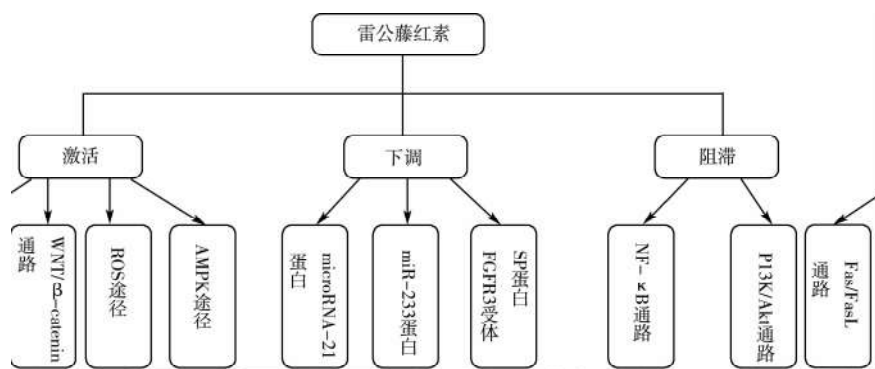 雷公藤红素
激活
下调
阻滞
WNT/β-catenin
通路
ROS途径
AMPK途径
microRNA-21
蛋白
miR-233蛋白
SP蛋白
FGFR3受体
NF-κB通路
P13K/Akt通路
Fas/FasL
通路